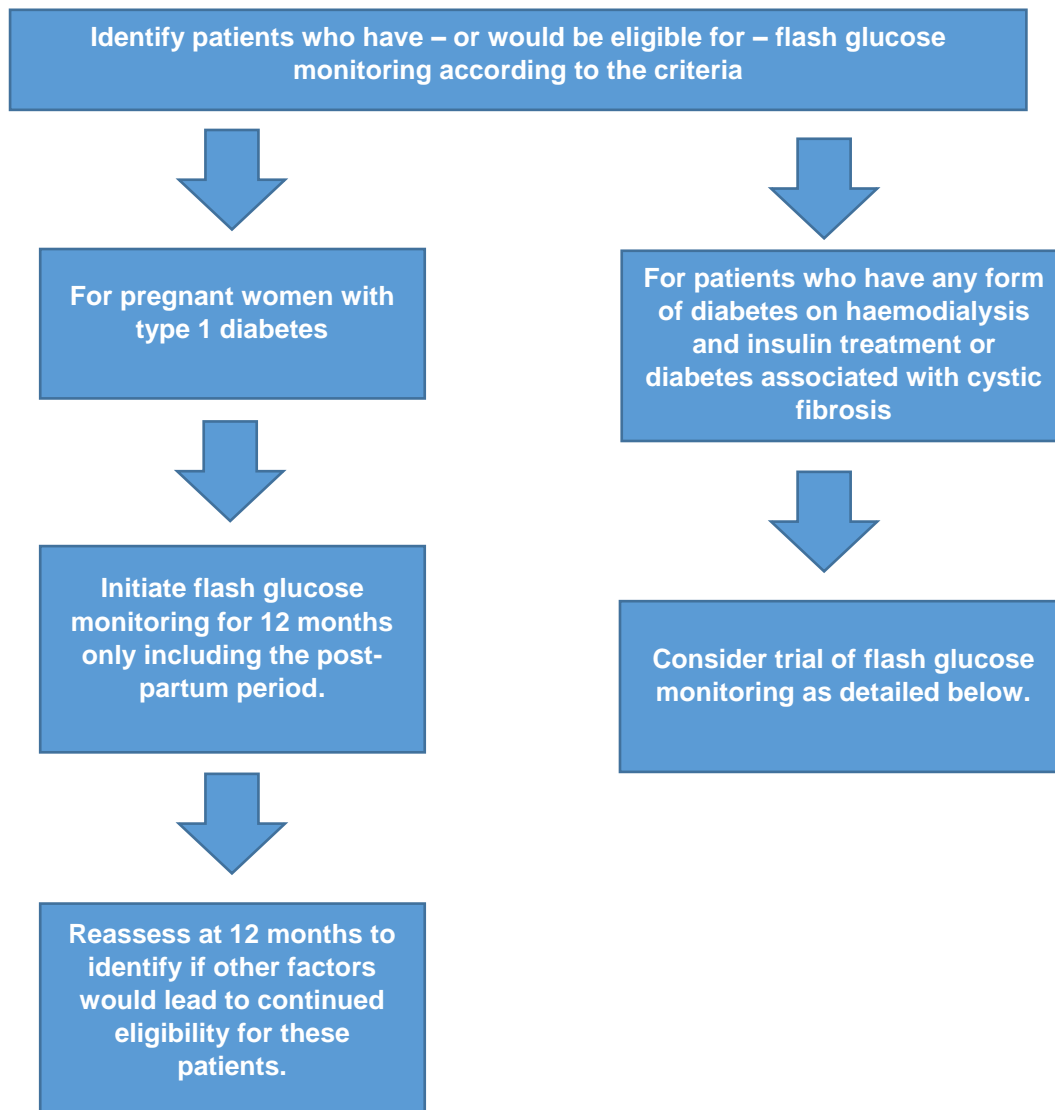 Identify patients who have – or would be eligible for – flash glucose
monitoring according to the criteria
For pregnant women with
type 1 diabetes
Initiate flash glucose
monitoring for 12 months
only including the post-
partum period.
Reassess at 12 months to
identify if other factors
would lead to continued
eligibility for these
patients.
For patients who have any form
of diabetes on haemodialysis
and insulin treatment or
diabetes associated with cystic
fibrosis
Consider trial of flash glucose
monitoring as detailed below.